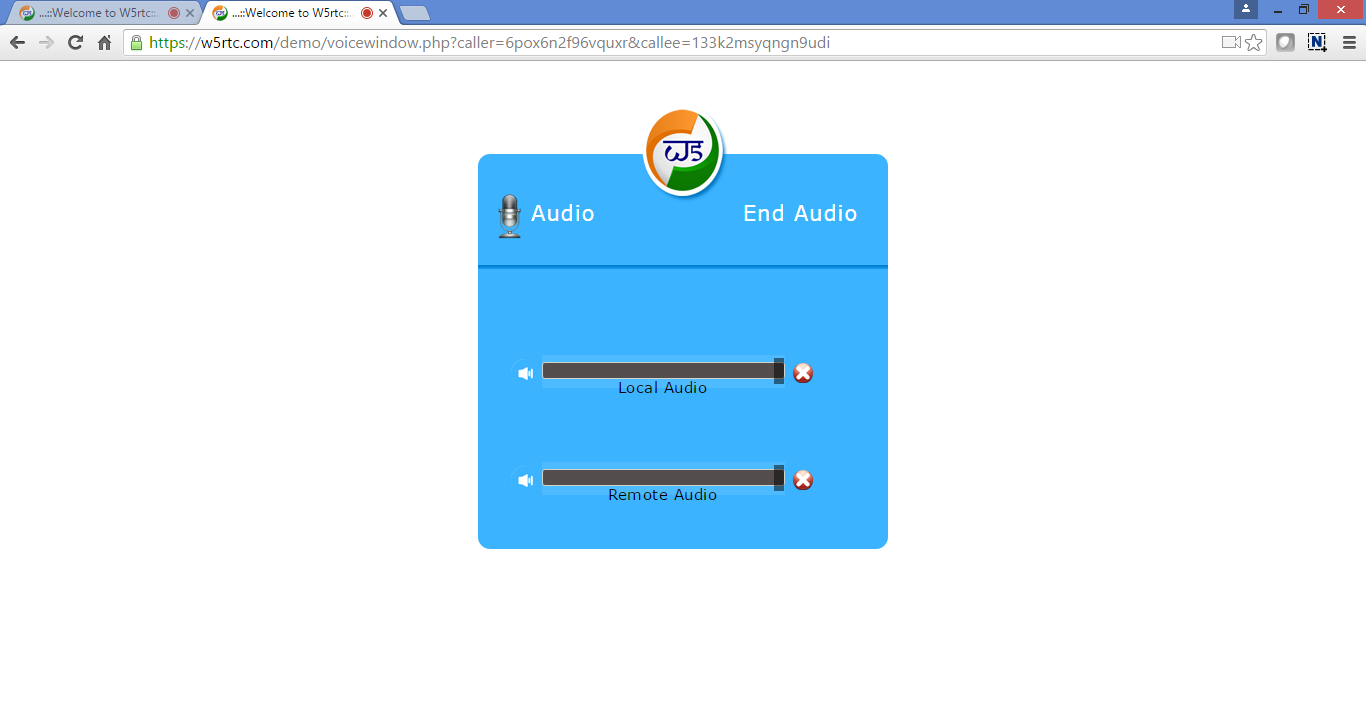 ...::Welcome to W5rtc::.
...::Welcome to W5rtc::.
https://w5rtc.com/demo/voicewindow.php?caller=6pox6n2f96vquxr&callee=133k2msyqngn9udi
N
Audio
End Audio
Local Audio
Remote Audio